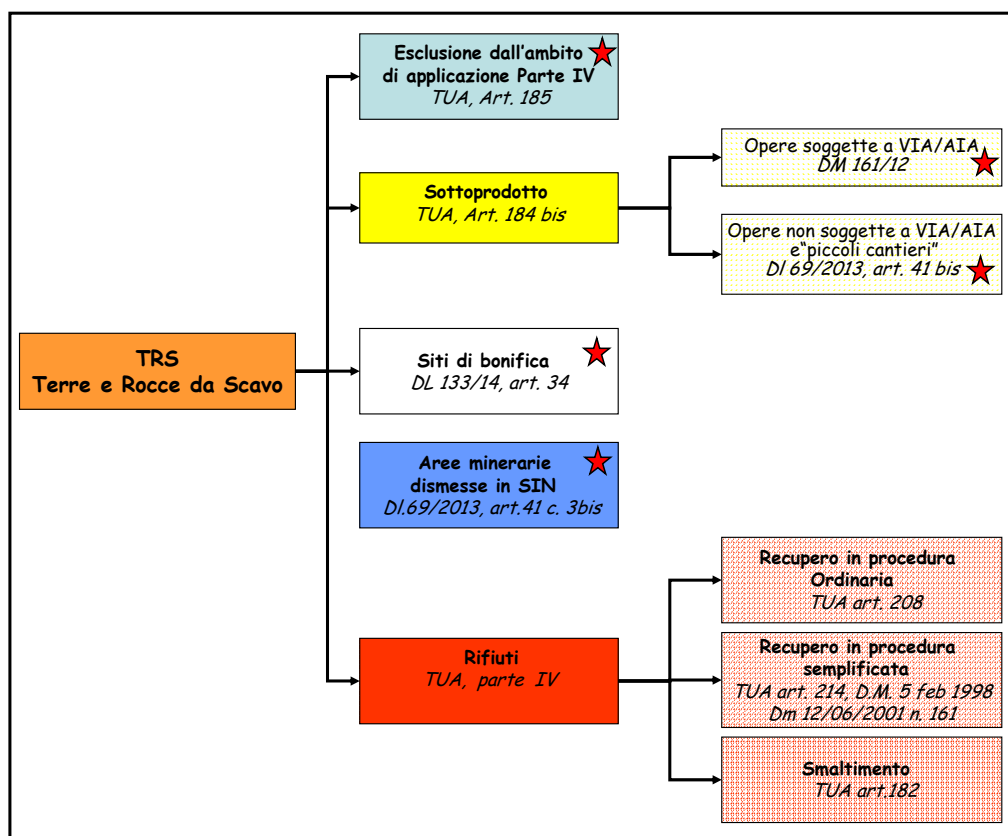 Esclusione dall'ambito
di applicazione Parte IV
TUA, Art. 185
Opere soggette a VIA/AIA
DM 161/12
Sottoprodotto
TUA, Art. 184 bis
Opere non soggette a VIA/AIA
e"piccoli cantieri"
Dl 69/2013, art. 41 bis
TRS
Terre e Rocce da Scavo
Siti di bonifica
DL 133/14, art. 34
Aree minerarie
dismesse in SIN
Dl.69/2013, art.41 c. 3bis
Recupero in procedura
Ordinaria
TUA art. 208
Rifiuti
TUA, parte IV
Recupero in procedura
semplificata
TUA art. 214, D.M. 5 feb 1998
Dm 12/06/2001 n. 161
Smaltimento
TUA art.182